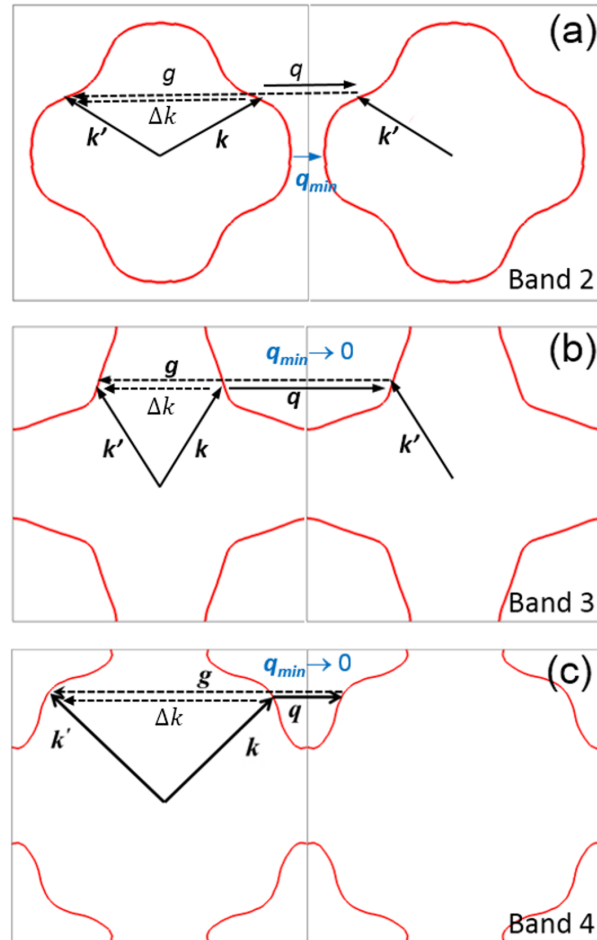 (a)
g
q
Δk
k'
k
k'
q_min
Band 2
(b)
q_min → 0
g
q
Δk
k'
k
k'
Band 3
(c)
q_min → 0
g
q
Δk
k'
k
Band 4